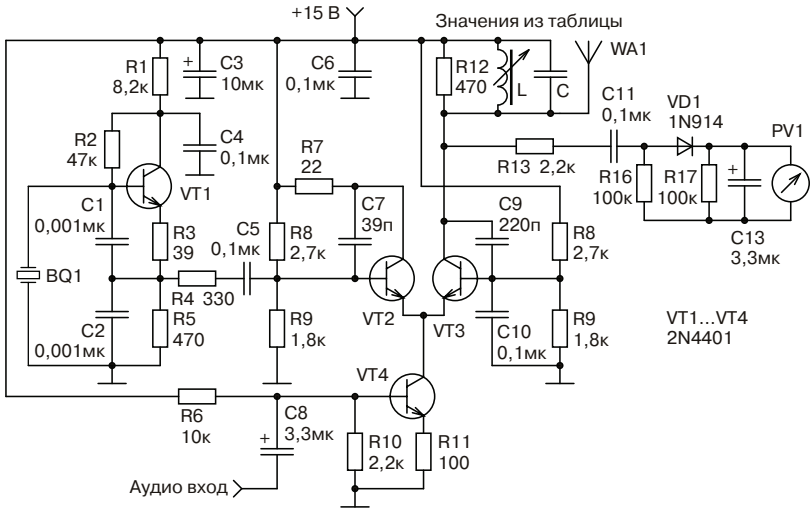 +15 В
Значения из таблицы
WA1
R1
8,2к
+
C3
10мк
C6
0,1мк
R12
470
L
C
C11
0,1мк
VD1
1N914
PV1
R2
47к
C4
0,1мк
R7
22
R13 2,2к
R16
100к
R17
100к
+
VT1
C7
39п
C9
220п
C1
0,001мк
R3
39
C5
0,1мк
R8
2,7к
R8
2,7к
C13
3,3мк
BQ1
R4 330
VT2
VT3
C2
0,001мк
R5
470
R9
1,8к
C10
0,1мк
R9
1,8к
VT1...VT4
2N4401
VT4
R6
10к
C8
3,3мк
+
R10
2,2к
R11
100
Аудио вход